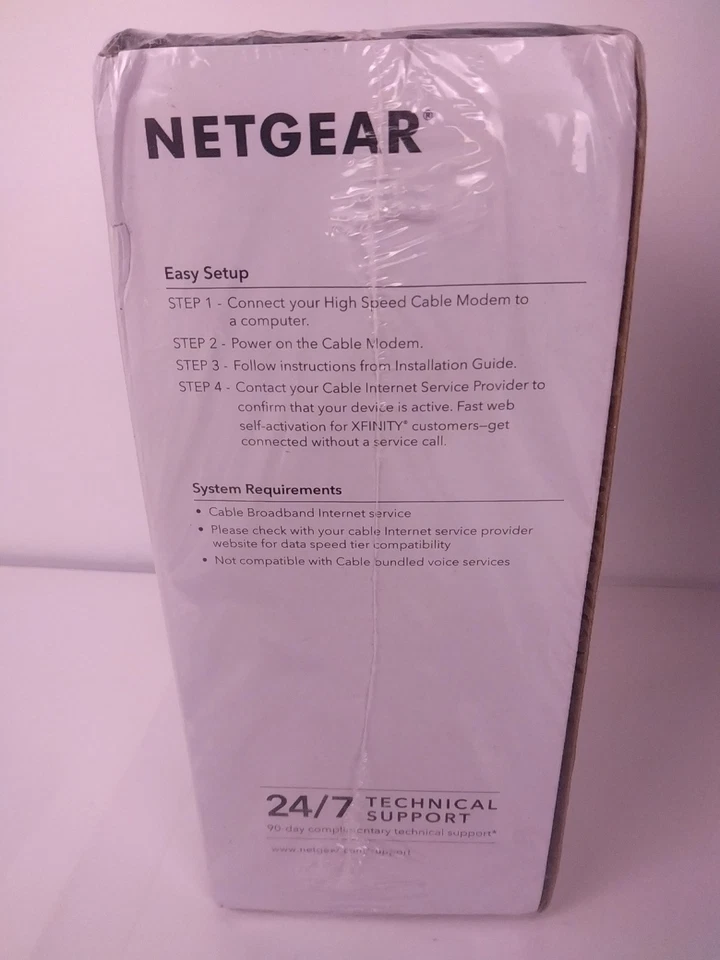 NETGEAR®
Easy Setup
STEP 1 - Connect your High Speed Cable Modem to
a computer.
STEP 2 - Power on the Cable Modem.
STEP 3 - Follow instructions from Installation Guide.
STEP 4 - Contact your Cable Internet Service Provider to
confirm that your device is active. Fast web
self-activation for XFINITY® customers—get
connected without a service call.
System Requirements
• Cable Broadband Internet service
• Please check with your cable Internet service provider
website for data speed tier compatibility
• Not compatible with Cable bundled voice services
24/7 TECHNICAL
SUPPORT
90-day complimentary technical support*
www.netgear.com/support